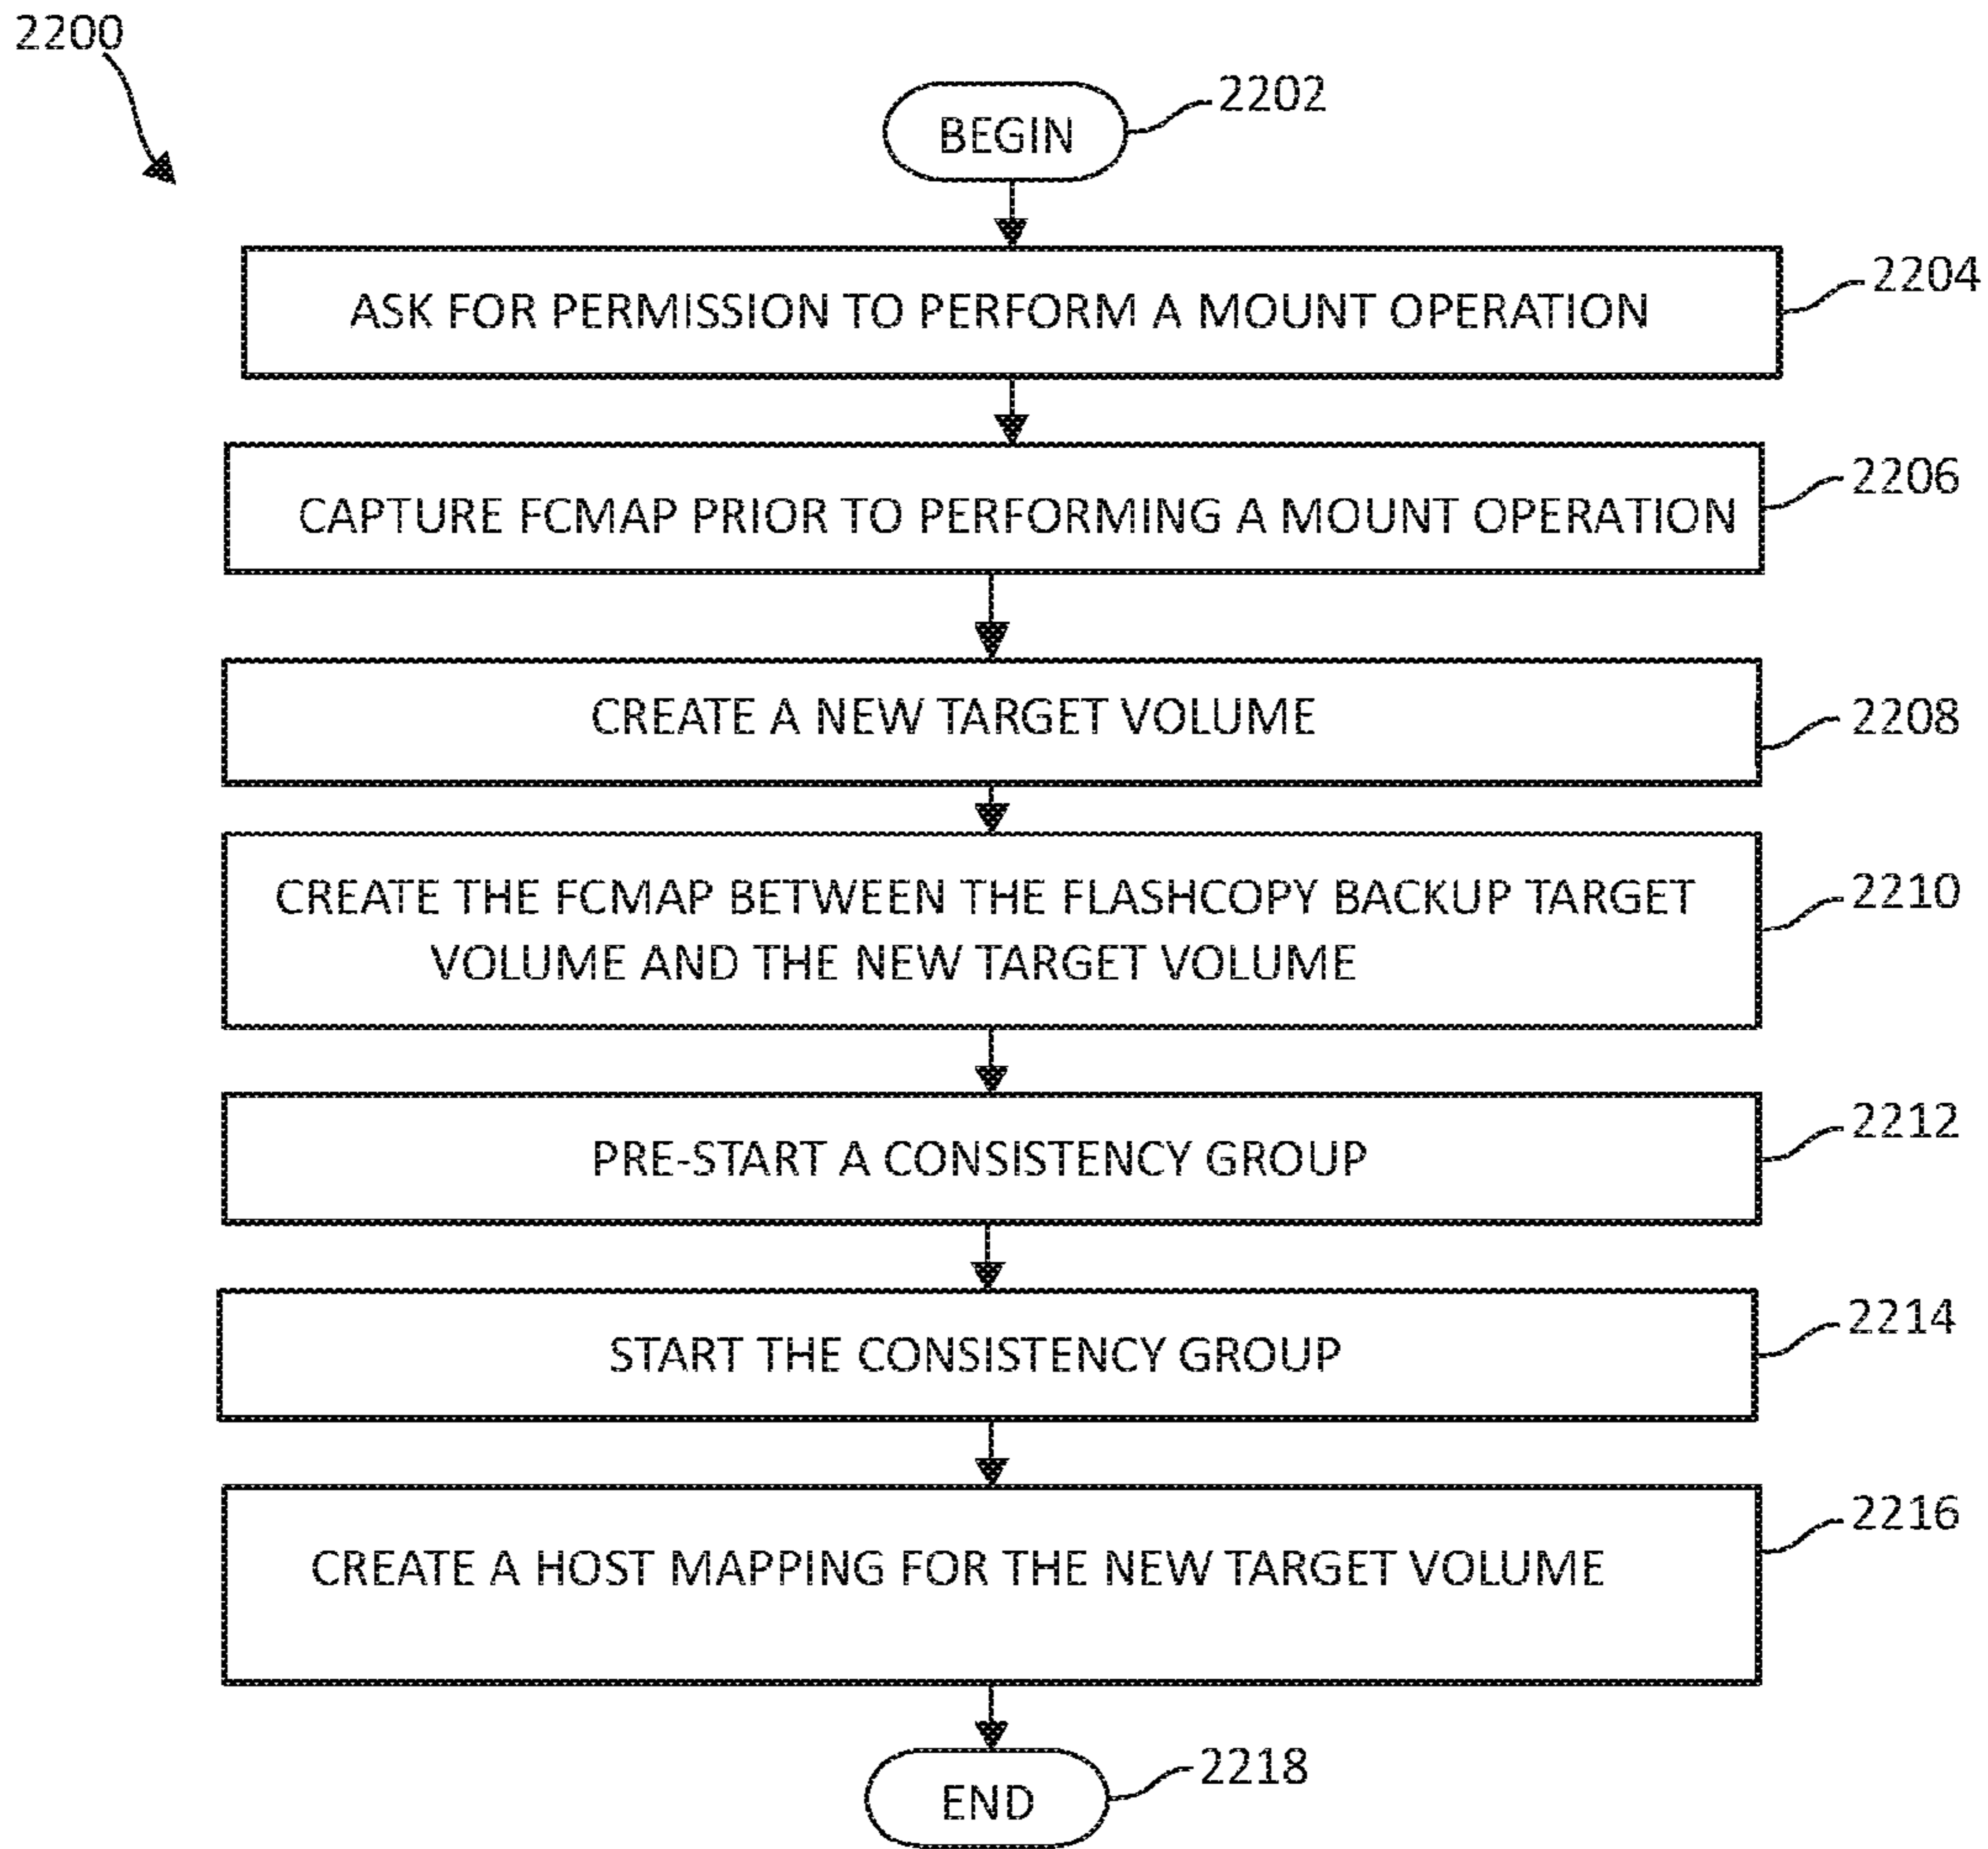 2200
BEGIN
2202
ASK FOR PERMISSION TO PERFORM A MOUNT OPERATION
2204
CAPTURE FCMAP PRIOR TO PERFORMING A MOUNT OPERATION
2206
CREATE A NEW TARGET VOLUME
2208
CREATE THE FCMAP BETWEEN THE FLASHCOPY BACKUP TARGET
VOLUME AND THE NEW TARGET VOLUME
2210
PRE-START A CONSISTENCY GROUP
2212
START THE CONSISTENCY GROUP
2214
CREATE A HOST MAPPING FOR THE NEW TARGET VOLUME
2216
END
2218